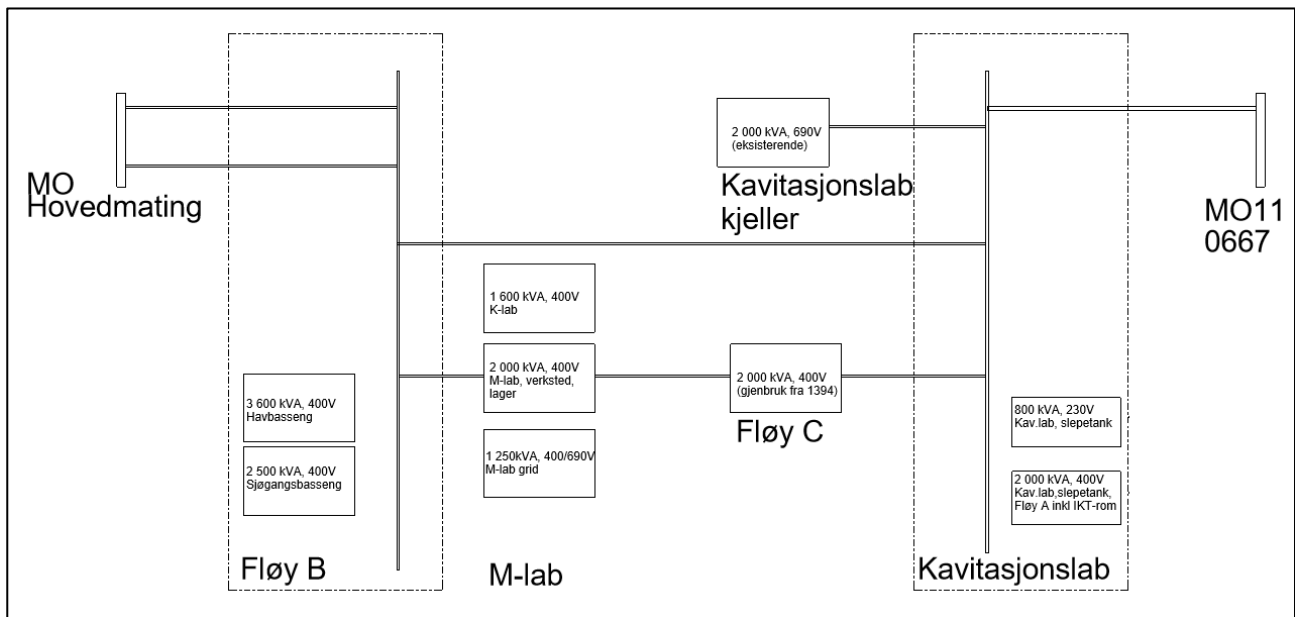 MO
Hovedmating
2 000 kVA, 690V
(eksisterende)
Kavitasjonslab
kjeller
MO11
0667
1 600 kVA, 400V
K-lab
2 000 kVA, 400V
M-lab, verksted,
lager
1 250kVA, 400/690V
M-lab grid
2 000 kVA, 400V
(gjenbruk fra 1394)
Fløy C
3 600 kVA, 400V
Havbasseng
2 500 kVA, 400V
Sjøgangsbasseng
800 kVA, 230V
Kav.lab, slepetank
2 000 kVA, 400V
Kav.lab,slepetank,
Fløy A inkl IKT-rom
Fløy B
M-lab
Kavitasjonslab